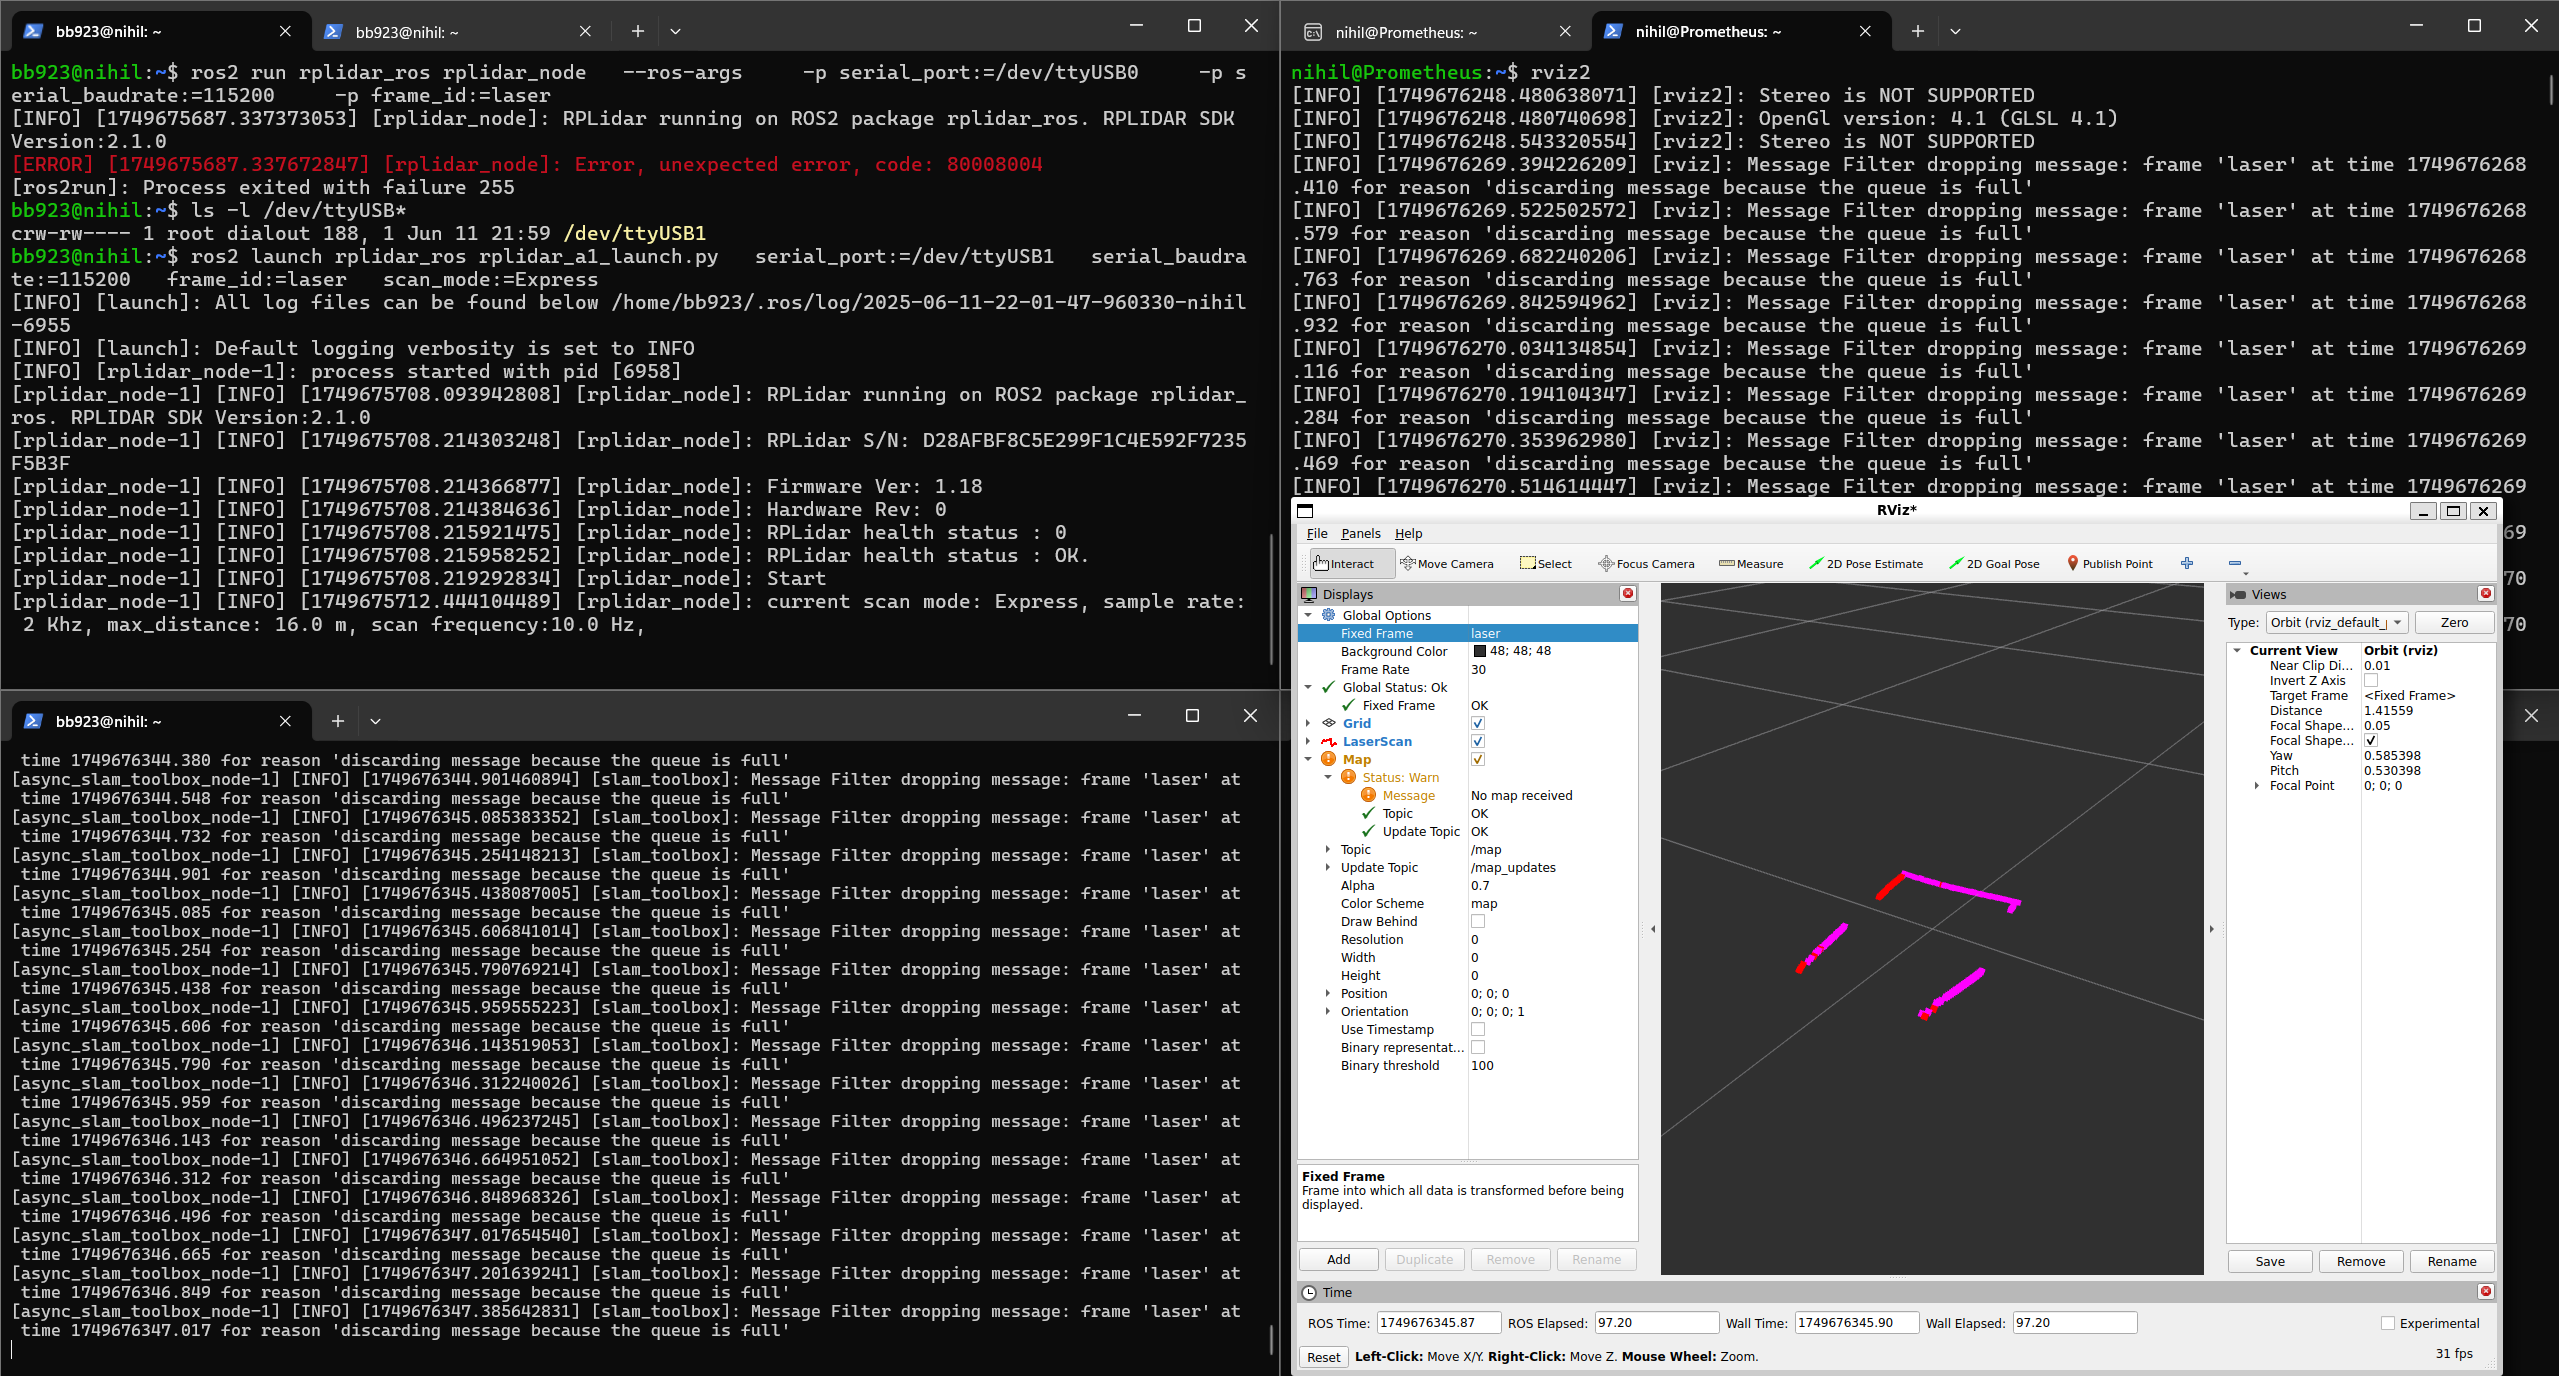 bb923@nihil: ~
bb923@nihil: ~
bb923@nihil:~$ ros2 run rplidar_ros rplidar_node   --ros-args     -p serial_port:=/dev/ttyUSB0     -p s
erial_baudrate:=115200     -p frame_id:=laser
[INFO] [1749675687.337373053] [rplidar_node]: RPLidar running on ROS2 package rplidar_ros. RPLIDAR SDK
Version:2.1.0
[ERROR] [1749675687.337672847] [rplidar_node]: Error, unexpected error, code: 80008004
[ros2run]: Process exited with failure 255
bb923@nihil:~$ ls -l /dev/ttyUSB*
crw-rw---- 1 root dialout 188, 1 Jun 11 21:59 /dev/ttyUSB1
bb923@nihil:~$ ros2 launch rplidar_ros rplidar_a1_launch.py   serial_port:=/dev/ttyUSB1   serial_baudra
te:=115200   frame_id:=laser   scan_mode:=Express
[INFO] [launch]: All log files can be found below /home/bb923/.ros/log/2025-06-11-22-01-47-960330-nihil
-6955
[INFO] [launch]: Default logging verbosity is set to INFO
[INFO] [rplidar_node-1]: process started with pid [6958]
[rplidar_node-1] [INFO] [1749675708.093942808] [rplidar_node]: RPLidar running on ROS2 package rplidar_
ros. RPLIDAR SDK Version:2.1.0
[rplidar_node-1] [INFO] [1749675708.214303248] [rplidar_node]: RPLidar S/N: D28AFBF8C5E299F1C4E592F7235
F5B3F
[rplidar_node-1] [INFO] [1749675708.214366877] [rplidar_node]: Firmware Ver: 1.18
[rplidar_node-1] [INFO] [1749675708.214384636] [rplidar_node]: Hardware Rev: 0
[rplidar_node-1] [INFO] [1749675708.215921475] [rplidar_node]: RPLidar health status : 0
[rplidar_node-1] [INFO] [1749675708.215958252] [rplidar_node]: RPLidar health status : OK.
[rplidar_node-1] [INFO] [1749675708.219292834] [rplidar_node]: Start
[rplidar_node-1] [INFO] [1749675712.444104489] [rplidar_node]: current scan mode: Express, sample rate:
 2 Khz, max_distance: 16.0 m, scan frequency:10.0 Hz,
nihil@Prometheus: ~
nihil@Prometheus: ~
nihil@Prometheus:~$ rviz2
[INFO] [1749676248.480638071] [rviz2]: Stereo is NOT SUPPORTED
[INFO] [1749676248.480740698] [rviz2]: OpenGl version: 4.1 (GLSL 4.1)
[INFO] [1749676248.543320554] [rviz2]: Stereo is NOT SUPPORTED
[INFO] [1749676269.394226209] [rviz]: Message Filter dropping message: frame 'laser' at time 1749676268
.410 for reason 'discarding message because the queue is full'
[INFO] [1749676269.522502572] [rviz]: Message Filter dropping message: frame 'laser' at time 1749676268
.579 for reason 'discarding message because the queue is full'
[INFO] [1749676269.682240206] [rviz]: Message Filter dropping message: frame 'laser' at time 1749676268
.763 for reason 'discarding message because the queue is full'
[INFO] [1749676269.842594962] [rviz]: Message Filter dropping message: frame 'laser' at time 1749676268
.932 for reason 'discarding message because the queue is full'
[INFO] [1749676270.034134854] [rviz]: Message Filter dropping message: frame 'laser' at time 1749676269
.116 for reason 'discarding message because the queue is full'
[INFO] [1749676270.194104347] [rviz]: Message Filter dropping message: frame 'laser' at time 1749676269
.284 for reason 'discarding message because the queue is full'
[INFO] [1749676270.353962980] [rviz]: Message Filter dropping message: frame 'laser' at time 1749676269
.469 for reason 'discarding message because the queue is full'
[INFO] [1749676270.514614447] [rviz]: Message Filter dropping message: frame 'laser' at time 1749676269
69
70
70
bb923@nihil: ~
 time 1749676344.380 for reason 'discarding message because the queue is full'
[async_slam_toolbox_node-1] [INFO] [1749676344.901460894] [slam_toolbox]: Message Filter dropping message: frame 'laser' at
 time 1749676344.548 for reason 'discarding message because the queue is full'
[async_slam_toolbox_node-1] [INFO] [1749676345.085383352] [slam_toolbox]: Message Filter dropping message: frame 'laser' at
 time 1749676344.732 for reason 'discarding message because the queue is full'
[async_slam_toolbox_node-1] [INFO] [1749676345.254148213] [slam_toolbox]: Message Filter dropping message: frame 'laser' at
 time 1749676344.901 for reason 'discarding message because the queue is full'
[async_slam_toolbox_node-1] [INFO] [1749676345.438087005] [slam_toolbox]: Message Filter dropping message: frame 'laser' at
 time 1749676345.085 for reason 'discarding message because the queue is full'
[async_slam_toolbox_node-1] [INFO] [1749676345.606841014] [slam_toolbox]: Message Filter dropping message: frame 'laser' at
 time 1749676345.254 for reason 'discarding message because the queue is full'
[async_slam_toolbox_node-1] [INFO] [1749676345.790769214] [slam_toolbox]: Message Filter dropping message: frame 'laser' at
 time 1749676345.438 for reason 'discarding message because the queue is full'
[async_slam_toolbox_node-1] [INFO] [1749676345.959555223] [slam_toolbox]: Message Filter dropping message: frame 'laser' at
 time 1749676345.606 for reason 'discarding message because the queue is full'
[async_slam_toolbox_node-1] [INFO] [1749676346.143519053] [slam_toolbox]: Message Filter dropping message: frame 'laser' at
 time 1749676345.790 for reason 'discarding message because the queue is full'
[async_slam_toolbox_node-1] [INFO] [1749676346.312240026] [slam_toolbox]: Message Filter dropping message: frame 'laser' at
 time 1749676345.959 for reason 'discarding message because the queue is full'
[async_slam_toolbox_node-1] [INFO] [1749676346.496237245] [slam_toolbox]: Message Filter dropping message: frame 'laser' at
 time 1749676346.143 for reason 'discarding message because the queue is full'
[async_slam_toolbox_node-1] [INFO] [1749676346.664951052] [slam_toolbox]: Message Filter dropping message: frame 'laser' at
 time 1749676346.312 for reason 'discarding message because the queue is full'
[async_slam_toolbox_node-1] [INFO] [1749676346.848968326] [slam_toolbox]: Message Filter dropping message: frame 'laser' at
 time 1749676346.496 for reason 'discarding message because the queue is full'
[async_slam_toolbox_node-1] [INFO] [1749676347.017654540] [slam_toolbox]: Message Filter dropping message: frame 'laser' at
 time 1749676346.665 for reason 'discarding message because the queue is full'
[async_slam_toolbox_node-1] [INFO] [1749676347.201639241] [slam_toolbox]: Message Filter dropping message: frame 'laser' at
 time 1749676346.849 for reason 'discarding message because the queue is full'
[async_slam_toolbox_node-1] [INFO] [1749676347.385642831] [slam_toolbox]: Message Filter dropping message: frame 'laser' at
 time 1749676347.017 for reason 'discarding message because the queue is full'
RViz*
File Panels Help
Interact Move Camera Select Focus Camera Measure 2D Pose Estimate 2D Goal Pose Publish Point
Displays
Global Options
Fixed Frame laser
Background Color 48; 48; 48
Frame Rate 30
Global Status: Ok
Fixed Frame OK
Grid
LaserScan
Map
Status: Warn
Message No map received
Topic OK
Update Topic OK
Topic /map
Update Topic /map_updates
Alpha 0.7
Color Scheme map
Draw Behind
Resolution 0
Width 0
Height 0
Position 0; 0; 0
Orientation 0; 0; 0; 1
Use Timestamp
Binary representat...
Binary threshold 100
Fixed Frame
Frame into which all data is transformed before being
displayed.
Add Duplicate Remove Rename
Views
Type: Orbit (rviz_default_ Zero
Current View Orbit (rviz)
Near Clip Di... 0.01
Invert Z Axis
Target Frame <Fixed Frame>
Distance 1.41559
Focal Shape... 0.05
Focal Shape...
Yaw 0.585398
Pitch 0.530398
Focal Point 0; 0; 0
Save Remove Rename
Time
ROS Time: 1749676345.87 ROS Elapsed: 97.20 Wall Time: 1749676345.90 Wall Elapsed: 97.20 Experimental
Reset Left-Click: Move X/Y. Right-Click: Move Z. Mouse Wheel: Zoom. 31 fps